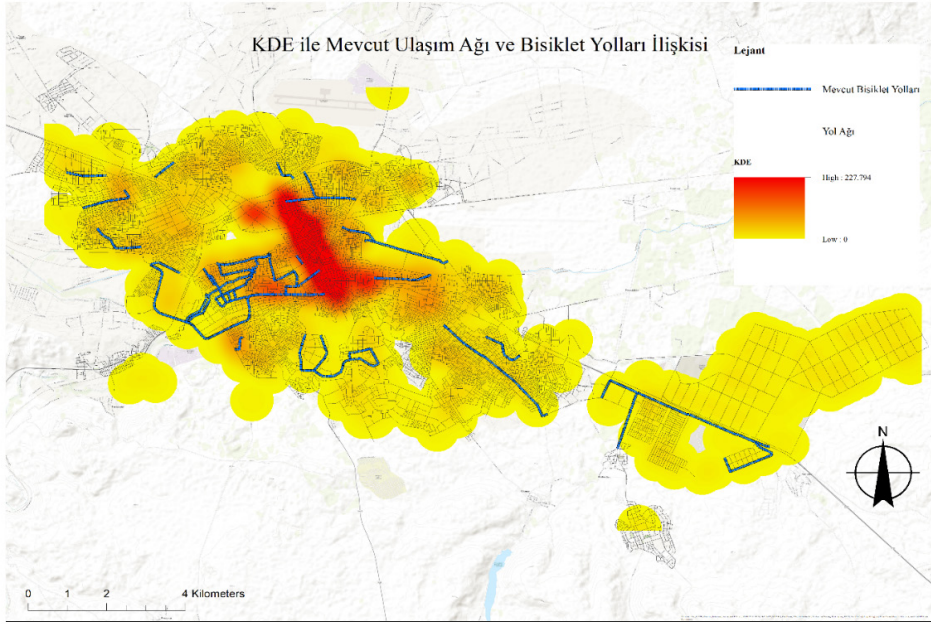 KDE ile Mevcut Ulaşım Ağı ve Bisiklet Yolları İlişkisi
Lejant
Mevcut Bisiklet Yolları
Yol Ağı
KDE
High : 227.794
Low : 0
N
0 1 2 4 Kilometers